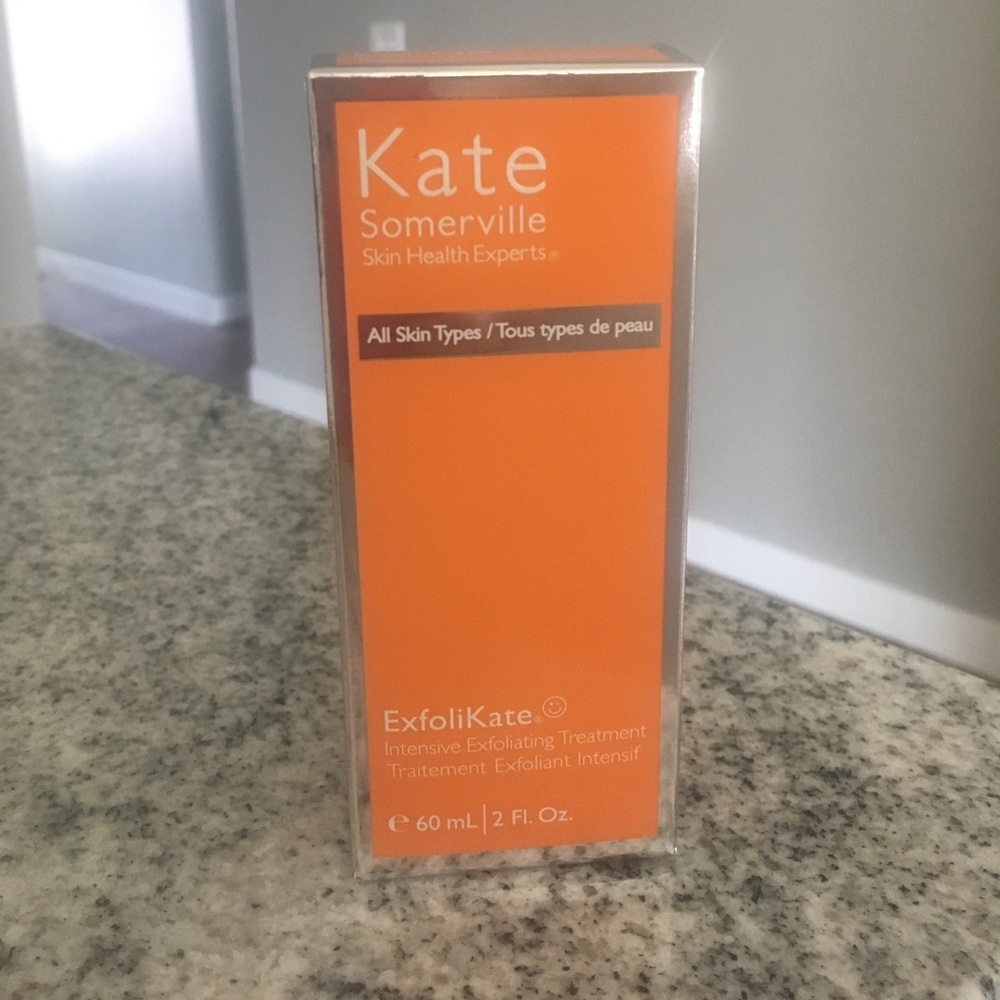 Kate
Somerville
Skin Health Experts®
All Skin Types / Tous types de peau
ExfoliKate®
Intensive Exfoliating Treatment
Traitement Exfoliant Intensif
℮ 60 mL | 2 Fl. Oz.